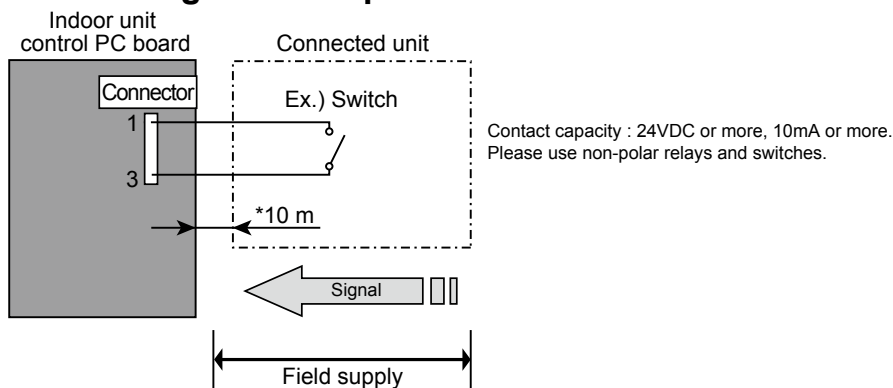 Indoor unit
control PC board
Connected unit
Connector
Ex.) Switch
1
3
Contact capacity : 24VDC or more, 10mA or more.
Please use non-polar relays and switches.
*10 m
Signal
Field supply